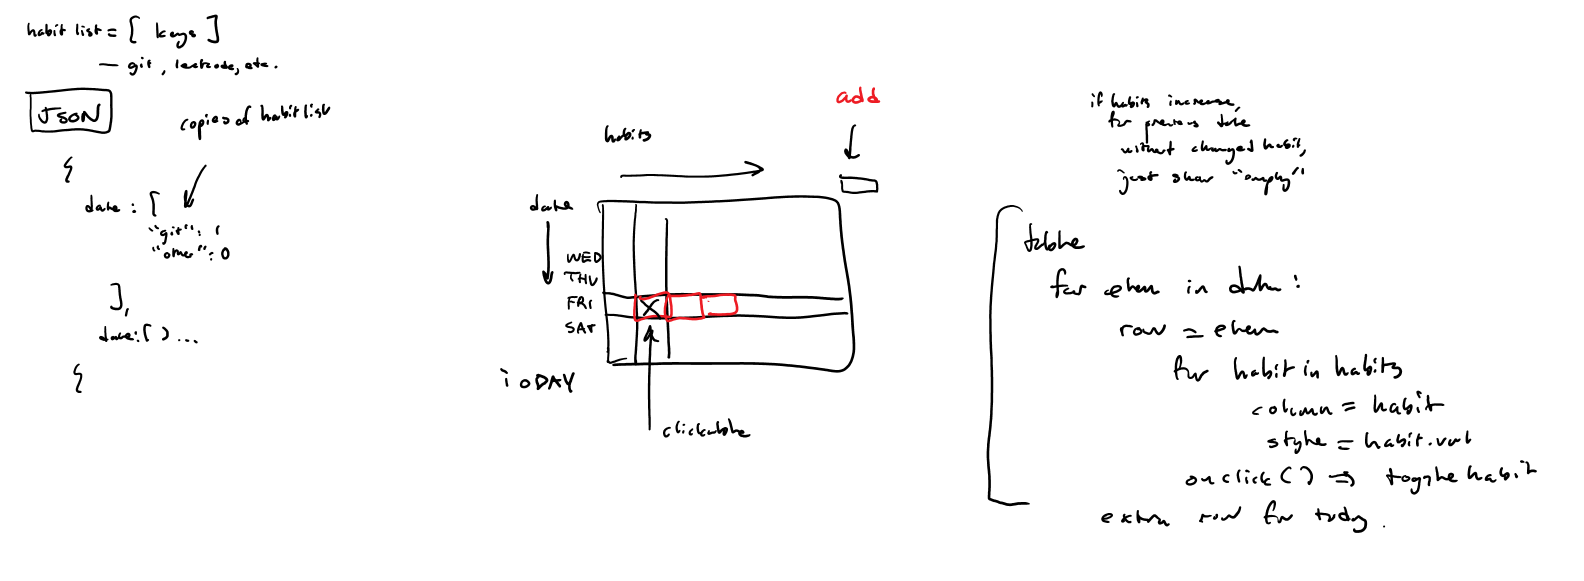 habit list = [ keys ]
— git, leetcode, etc.
JSON
copies of habit list
{
date : [
"git" : 1
"other" : 0
],
date: [ ) ...
{
add
habits
date
WED
THU
FRI
X
SAT
TODAY
clickable
if habits increase,
for previous date
without changed habit,
just show "empty"
table
for elem in data :
row = elem
for habit in habits
column = habit
style = habit.val
onclick () => toggle habit
extra row for today.